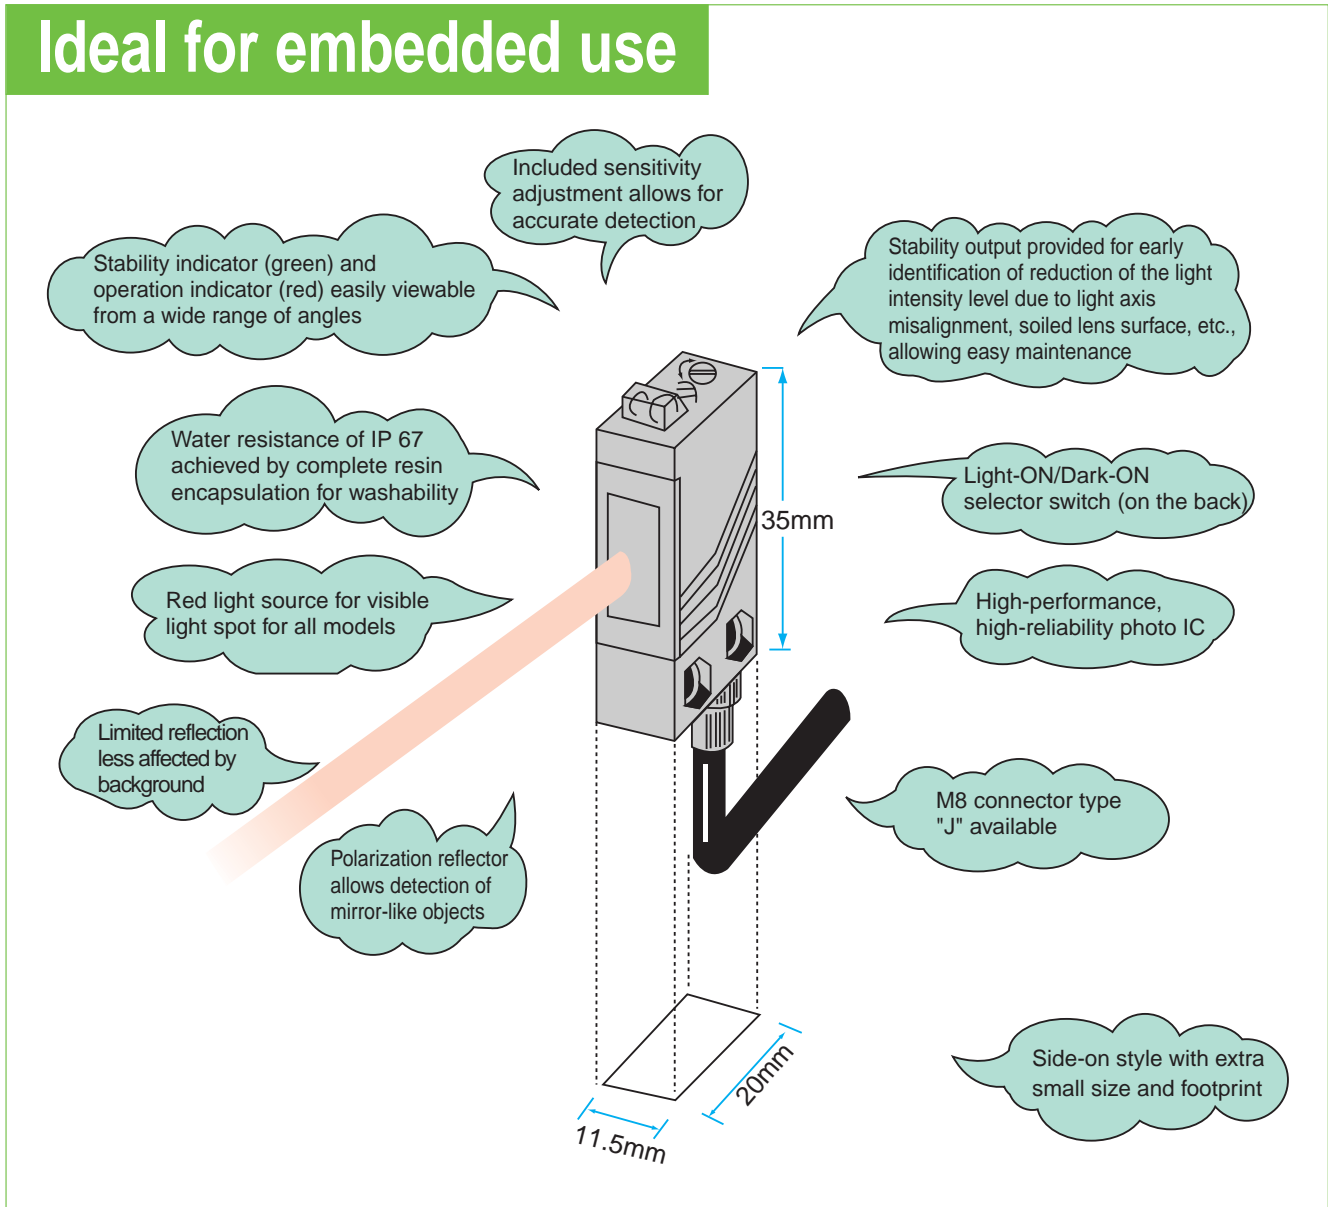 Ideal for embedded use
Included sensitivity
adjustment allows for
accurate detection
Stability indicator (green) and
operation indicator (red) easily viewable
from a wide range of angles
Stability output provided for early
identification of reduction of the light
intensity level due to light axis
misalignment, soiled lens surface, etc.,
allowing easy maintenance
Water resistance of IP 67
achieved by complete resin
encapsulation for washability
Light-ON/Dark-ON
selector switch (on the back)
35mm
Red light source for visible
light spot for all models
High-performance,
high-reliability photo IC
Limited reflection
less affected by
background
M8 connector type
"J" available
Polarization reflector
allows detection of
mirror-like objects
Side-on style with extra
small size and footprint
20mm
11.5mm